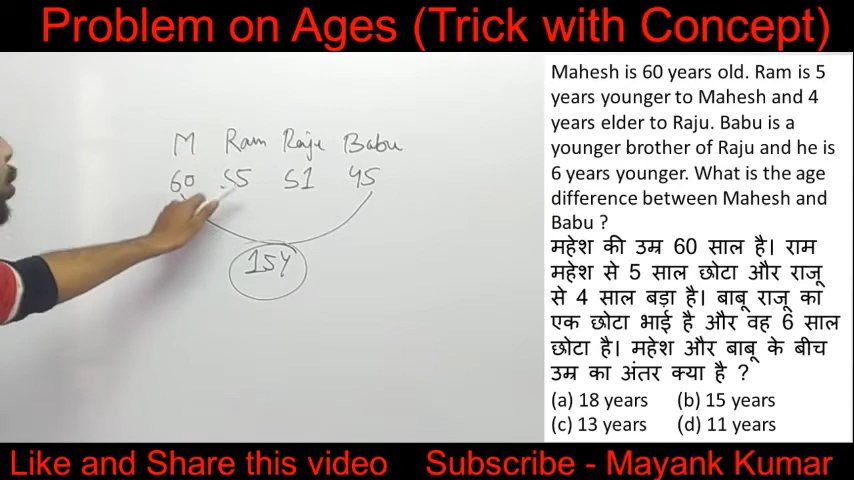 Problem on Ages (Trick with Concept)
M Ram Raju Babu
60 55 51 45
15y
Mahesh is 60 years old. Ram is 5
years younger to Mahesh and 4
years elder to Raju. Babu is a
younger brother of Raju and he is
6 years younger. What is the age
difference between Mahesh and
Babu ?
महेश की उम्र 60 साल है। राम
महेश से 5 साल छोटा और राजू
से 4 साल बड़ा है। बाबू राजू का
एक छोटा भाई है और वह 6 साल
छोटा है। महेश और बाबू के बीच
उम्र का अंतर क्या है ?
(a) 18 years (b) 15 years
(c) 13 years (d) 11 years
Like and Share this video Subscribe - Mayank Kumar